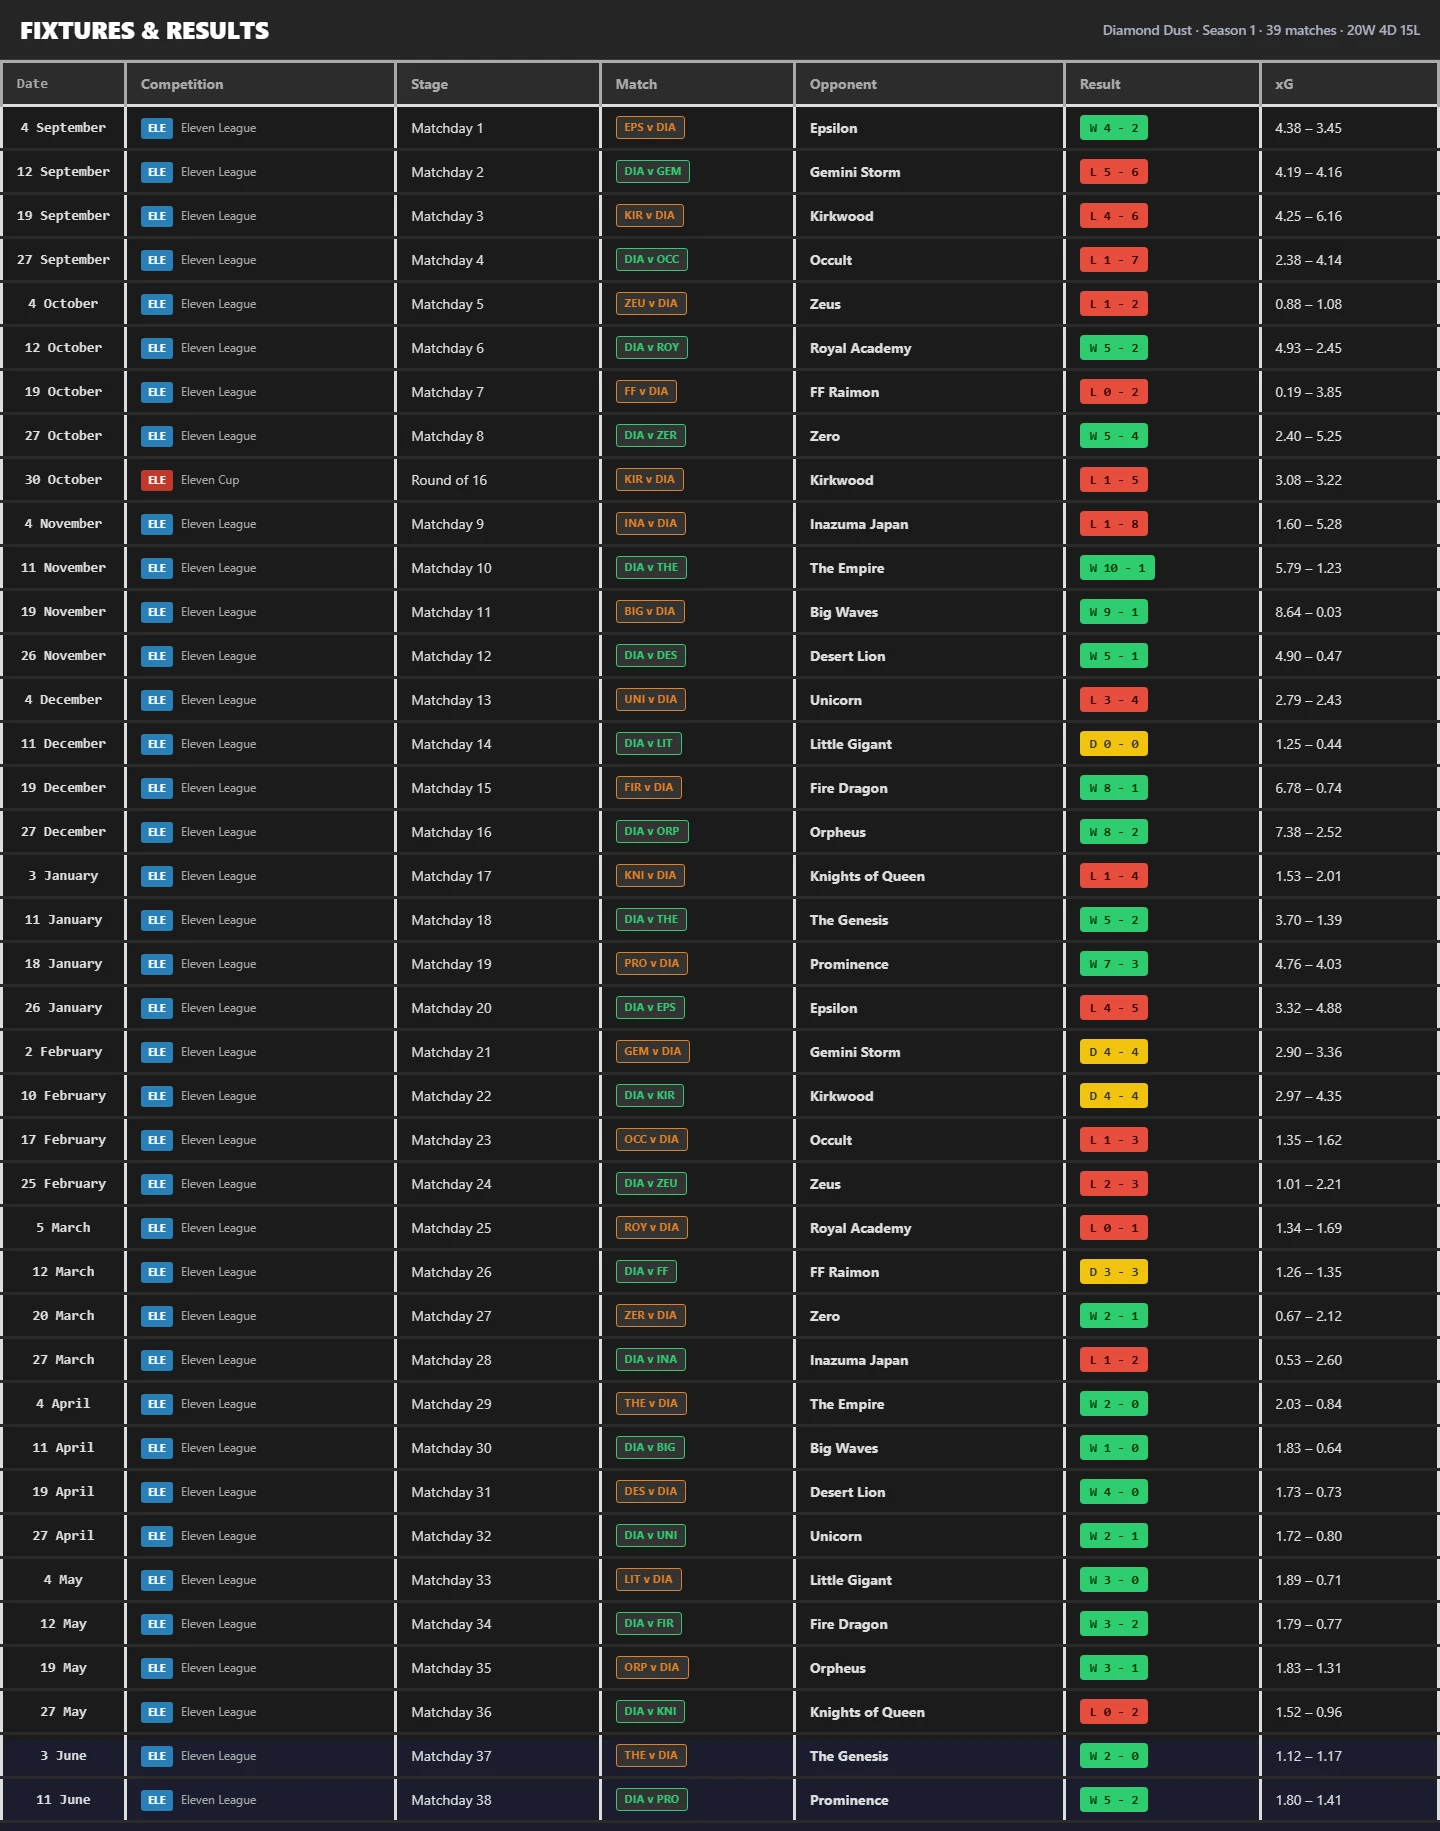 FIXTURES & RESULTS
Diamond Dust · Season 1 · 39 matches · 20W 4D 15L
Date Competition Stage Match Opponent Result xG
4 September ELE Eleven League Matchday 1 EPS v DIA Epsilon W 4 - 2 4.38 – 3.45
12 September ELE Eleven League Matchday 2 DIA v GEM Gemini Storm L 5 - 6 4.19 – 4.16
19 September ELE Eleven League Matchday 3 KIR v DIA Kirkwood L 4 - 6 4.25 – 6.16
27 September ELE Eleven League Matchday 4 DIA v OCC Occult L 1 - 7 2.38 – 4.14
4 October ELE Eleven League Matchday 5 ZEU v DIA Zeus L 1 - 2 0.88 – 1.08
12 October ELE Eleven League Matchday 6 DIA v ROY Royal Academy W 5 - 2 4.93 – 2.45
19 October ELE Eleven League Matchday 7 FF v DIA FF Raimon L 0 - 2 0.19 – 3.85
27 October ELE Eleven League Matchday 8 DIA v ZER Zero W 5 - 4 2.40 – 5.25
30 October ELE Eleven Cup Round of 16 KIR v DIA Kirkwood L 1 - 5 3.08 – 3.22
4 November ELE Eleven League Matchday 9 INA v DIA Inazuma Japan L 1 - 8 1.60 – 5.28
11 November ELE Eleven League Matchday 10 DIA v THE The Empire W 10 - 1 5.79 – 1.23
19 November ELE Eleven League Matchday 11 BIG v DIA Big Waves W 9 - 1 8.64 – 0.03
26 November ELE Eleven League Matchday 12 DIA v DES Desert Lion W 5 - 1 4.90 – 0.47
4 December ELE Eleven League Matchday 13 UNI v DIA Unicorn L 3 - 4 2.79 – 2.43
11 December ELE Eleven League Matchday 14 DIA v LIT Little Gigant D 0 - 0 1.25 – 0.44
19 December ELE Eleven League Matchday 15 FIR v DIA Fire Dragon W 8 - 1 6.78 – 0.74
27 December ELE Eleven League Matchday 16 DIA v ORP Orpheus W 8 - 2 7.38 – 2.52
3 January ELE Eleven League Matchday 17 KNI v DIA Knights of Queen L 1 - 4 1.53 – 2.01
11 January ELE Eleven League Matchday 18 DIA v THE The Genesis W 5 - 2 3.70 – 1.39
18 January ELE Eleven League Matchday 19 PRO v DIA Prominence W 7 - 3 4.76 – 4.03
26 January ELE Eleven League Matchday 20 DIA v EPS Epsilon L 4 - 5 3.32 – 4.88
2 February ELE Eleven League Matchday 21 GEM v DIA Gemini Storm D 4 - 4 2.90 – 3.36
10 February ELE Eleven League Matchday 22 DIA v KIR Kirkwood D 4 - 4 2.97 – 4.35
17 February ELE Eleven League Matchday 23 OCC v DIA Occult L 1 - 3 1.35 – 1.62
25 February ELE Eleven League Matchday 24 DIA v ZEU Zeus L 2 - 3 1.01 – 2.21
5 March ELE Eleven League Matchday 25 ROY v DIA Royal Academy L 0 - 1 1.34 – 1.69
12 March ELE Eleven League Matchday 26 DIA v FF FF Raimon D 3 - 3 1.26 – 1.35
20 March ELE Eleven League Matchday 27 ZER v DIA Zero W 2 - 1 0.67 – 2.12
27 March ELE Eleven League Matchday 28 DIA v INA Inazuma Japan L 1 - 2 0.53 – 2.60
4 April ELE Eleven League Matchday 29 THE v DIA The Empire W 2 - 0 2.03 – 0.84
11 April ELE Eleven League Matchday 30 DIA v BIG Big Waves W 1 - 0 1.83 – 0.64
19 April ELE Eleven League Matchday 31 DES v DIA Desert Lion W 4 - 0 1.73 – 0.73
27 April ELE Eleven League Matchday 32 DIA v UNI Unicorn W 2 - 1 1.72 – 0.80
4 May ELE Eleven League Matchday 33 LIT v DIA Little Gigant W 3 - 0 1.89 – 0.71
12 May ELE Eleven League Matchday 34 DIA v FIR Fire Dragon W 3 - 2 1.79 – 0.77
19 May ELE Eleven League Matchday 35 ORP v DIA Orpheus W 3 - 1 1.83 – 1.31
27 May ELE Eleven League Matchday 36 DIA v KNI Knights of Queen L 0 - 2 1.52 – 0.96
3 June ELE Eleven League Matchday 37 THE v DIA The Genesis W 2 - 0 1.12 – 1.17
11 June ELE Eleven League Matchday 38 DIA v PRO Prominence W 5 - 2 1.80 – 1.41